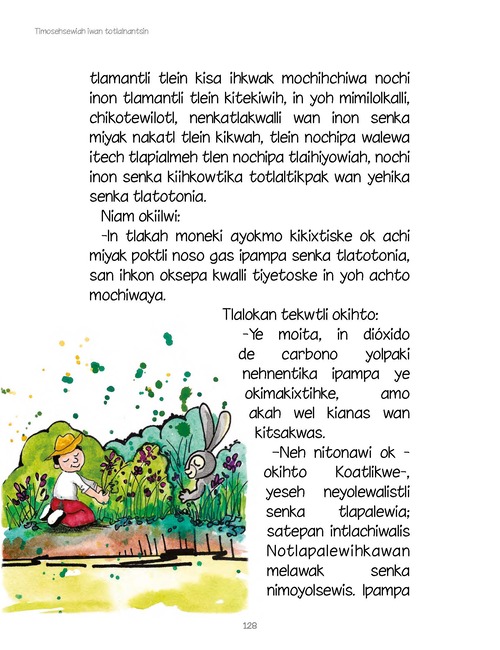 Timosehsewiah iwan totlalnantsin
tlamantli tlein kisa ihkwak mochihchiwa nochi
inon tlamantli tlein kitekiwih, in yoh mimilolkalli,
chikotewilotl, nenkatlakwalli wan inon senka
miyak nakatl tlein kikwah, tlein nochipa walewa
itech tlapialmeh tlen nochipa tlaihiyowiah, nochi
inon senka kiihkowtika totlaltikpak wan yehika
senka tlatotonia.
Niam okiilwi:
-In tlakah moneki ayokmo kikixtiske ok achi
miyak poktli noso gas ipampa senka tlatotonia,
san ihkon oksepa kwalli tiyetoske in yoh achto
mochiwaya.
Tlalokan tekwtli okihto:
-Ye moita, in dióxido
de carbono yolpaki
nehnentika ipampa ye
okimakixtihke, amo
akah wel kianas wan
kitsakwas.
-Neh nitonawi ok -
okihto Koatlikwe-,
yeseh neyolewalistli
senka tlapalewia;
satepan intlachiwalis
Notlapalewihkawan
melawak senka
nimoyolsewis. Ipampa
128